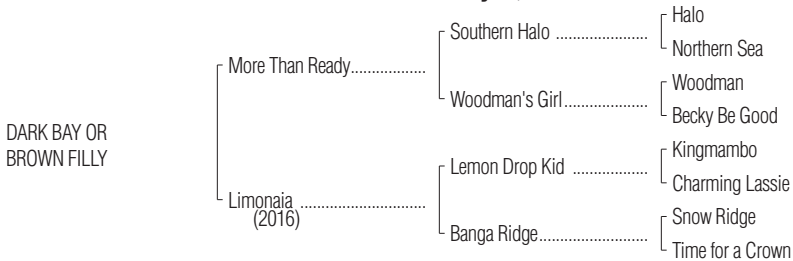 Halo
Southern Halo ......................
Northern Sea
More Than Ready..................
Woodman
Woodman's Girl....................
Becky Be Good
DARK BAY OR
BROWN FILLY
Kingmambo
Lemon Drop Kid ..................
Charming Lassie
Limonaia ..............................
(2016)
Snow Ridge
Banga Ridge..........................
Time for a Crown